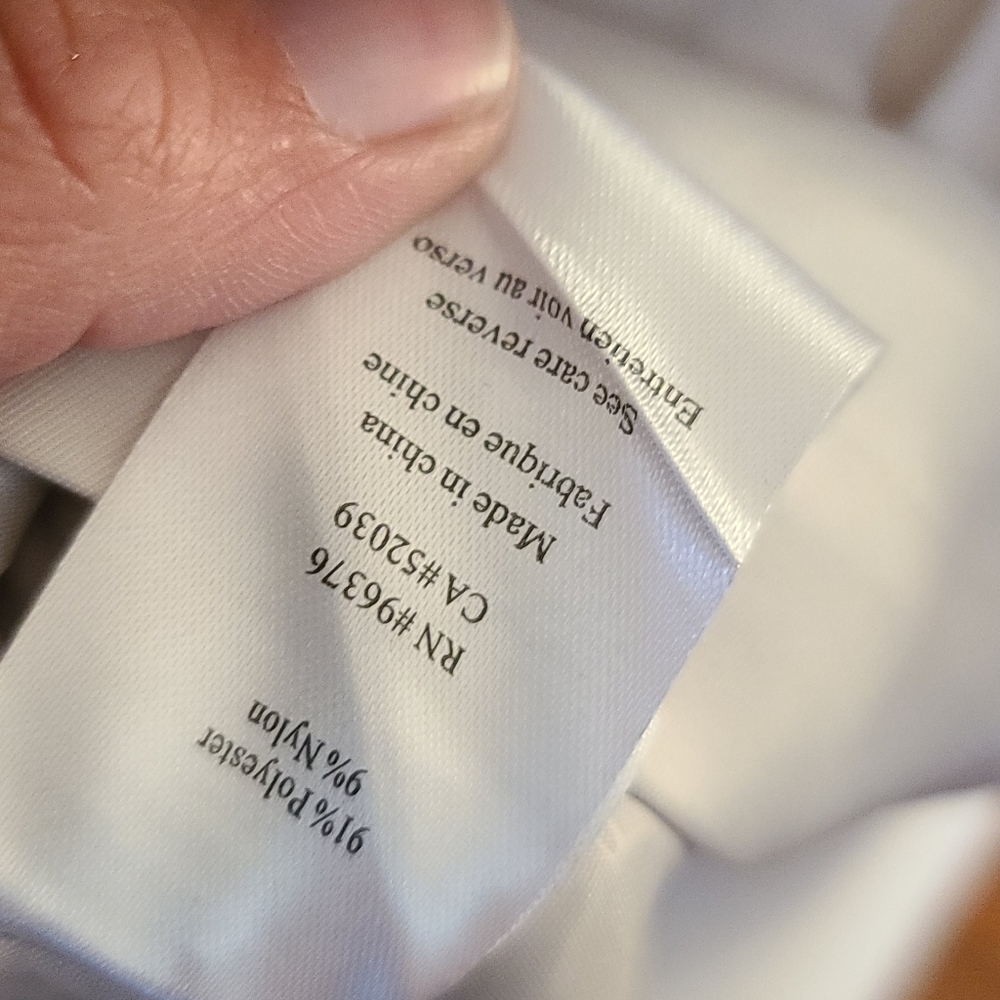 91% Polyester
9% Nylon
RN #96376
CA #52039
Made in china
Fabrique en chine
See care reverse
Entretien voir au verso